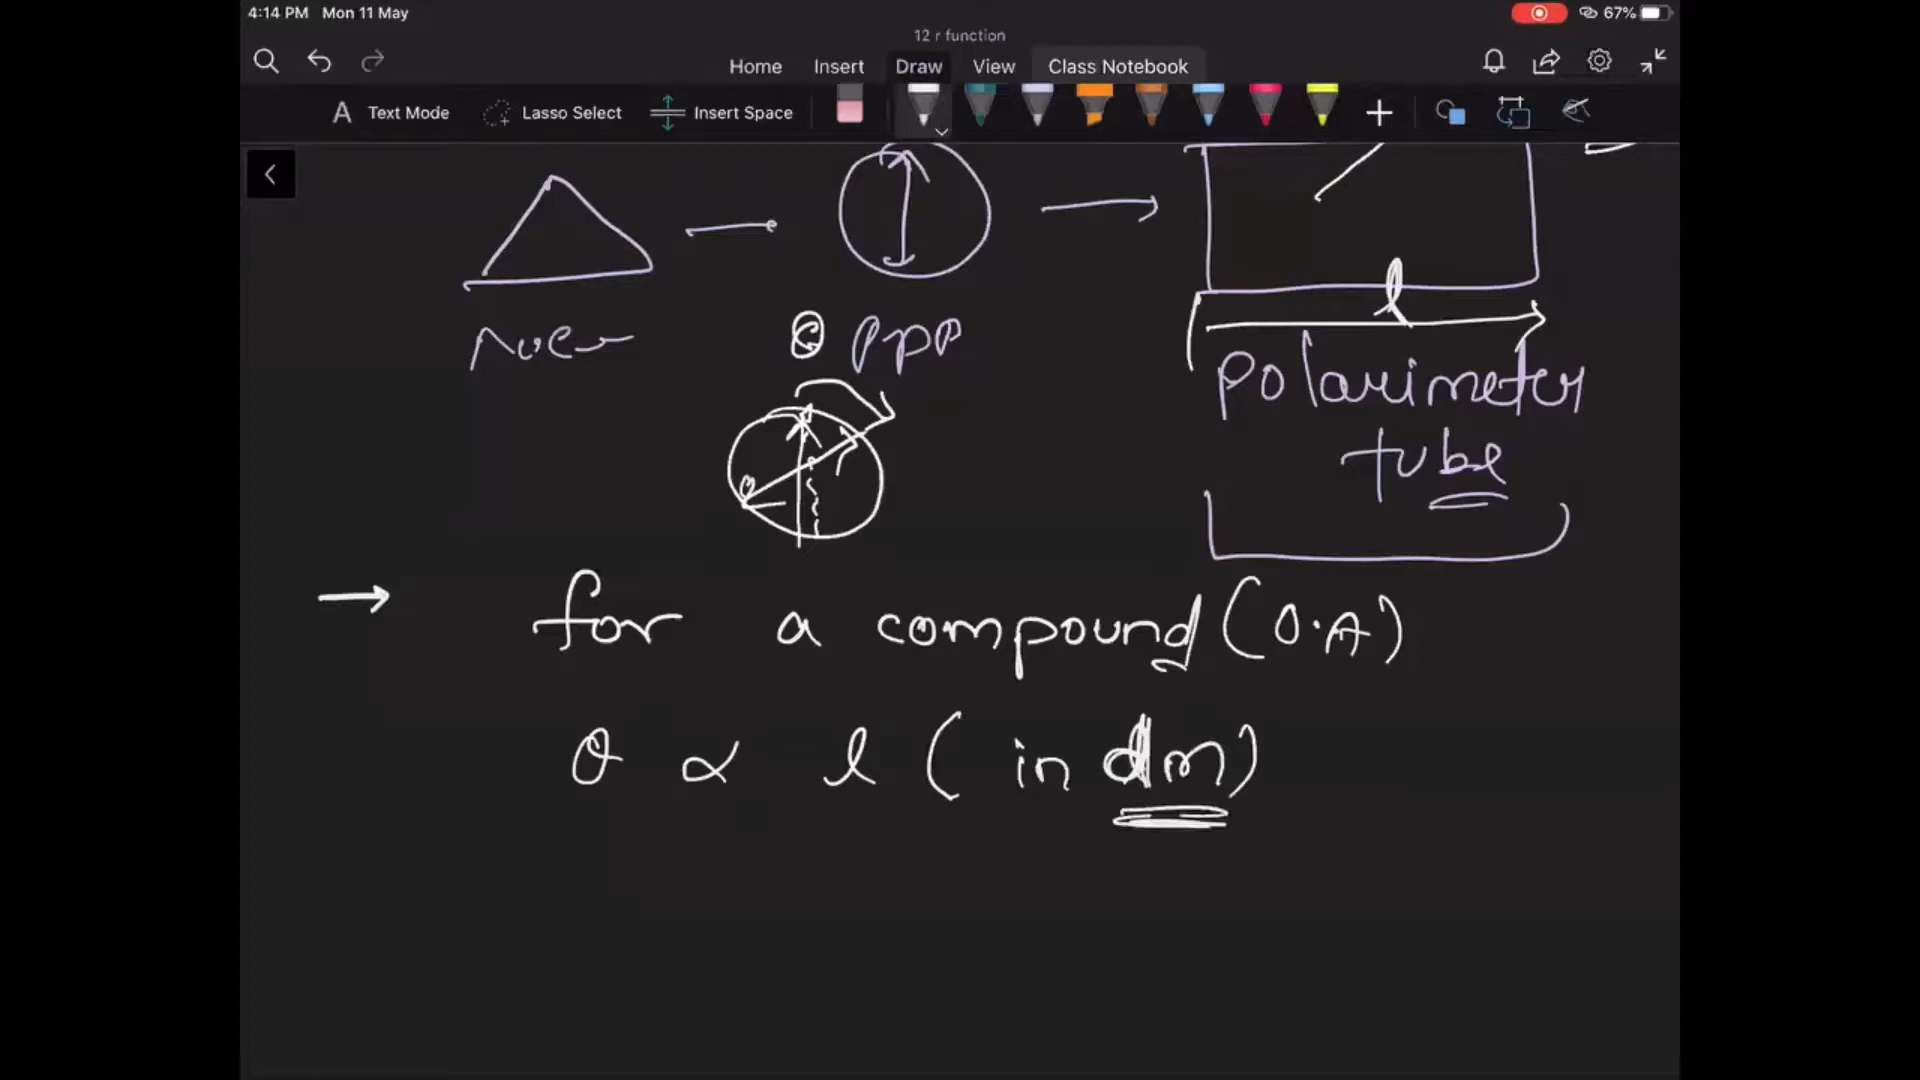 4:14 PM Mon 11 May
67%
12 r function
Home Insert Draw View Class Notebook
A Text Mode Lasso Select Insert Space
l
PPP
Polarimeter
tube
θ
for a compound (O.A)
θ ∝ l (in dm)